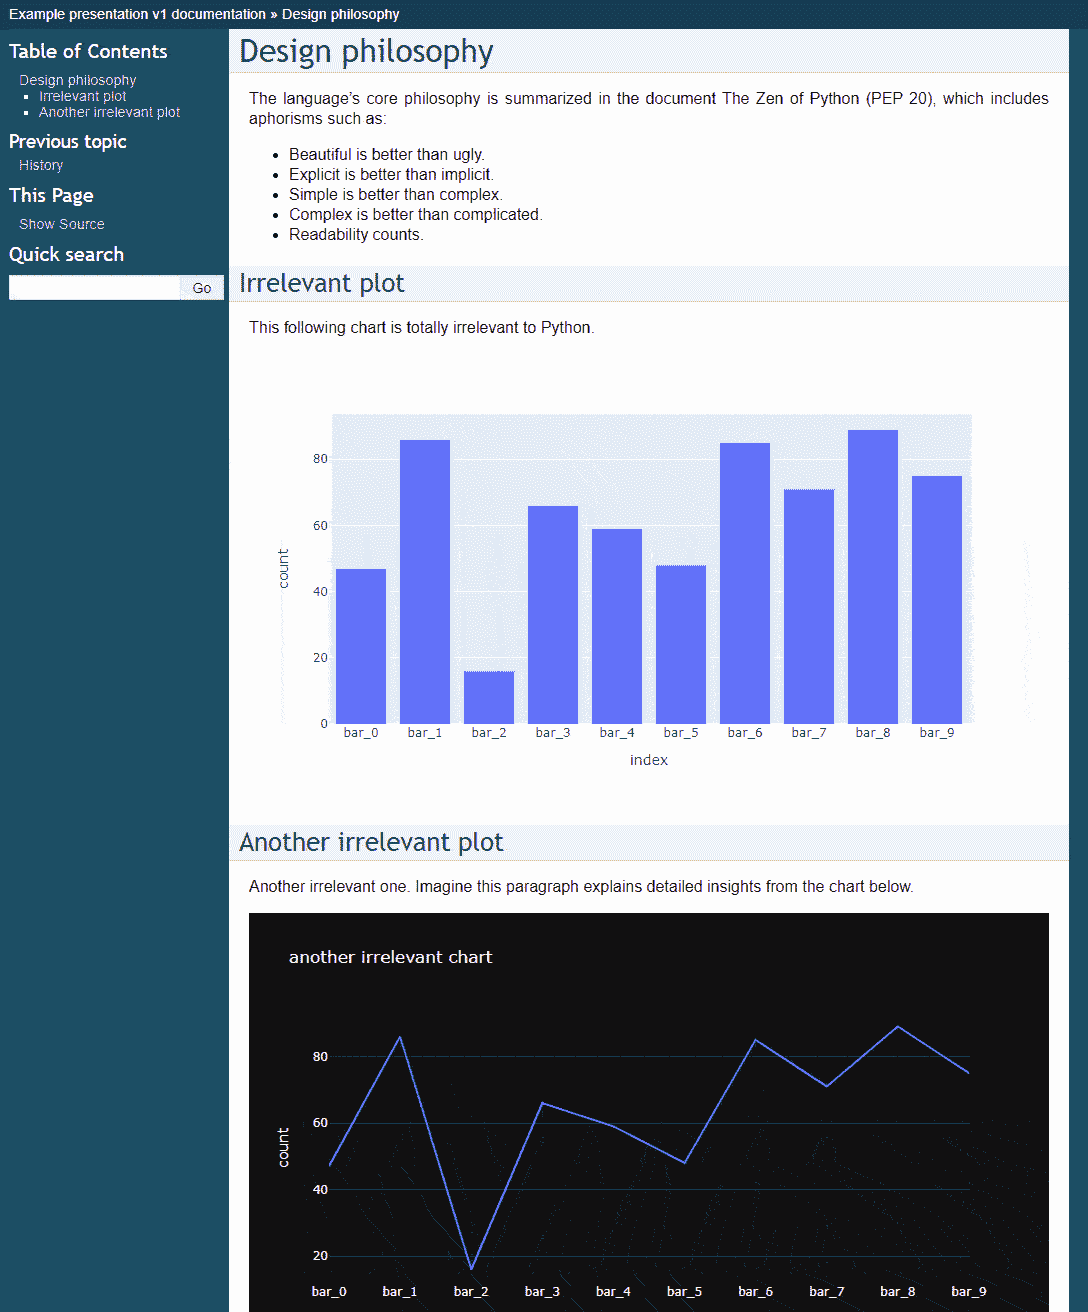 Example presentation v1 documentation » Design philosophy
Table of Contents
Design philosophy
Irrelevant plot
Another irrelevant plot
Previous topic
History
This Page
Show Source
Quick search
Go
Design philosophy
The language's core philosophy is summarized in the document The Zen of Python (PEP 20), which includes
aphorisms such as:
Beautiful is better than ugly.
Explicit is better than implicit.
Simple is better than complex.
Complex is better than complicated.
Readability counts.
Irrelevant plot
This following chart is totally irrelevant to Python.
80
60
40
20
0
count
bar_0 bar_1 bar_2 bar_3 bar_4 bar_5 bar_6 bar_7 bar_8 bar_9
index
Another irrelevant plot
Another irrelevant one. Imagine this paragraph explains detailed insights from the chart below.
another irrelevant chart
80
60
40
20
count
bar_0 bar_1 bar_2 bar_3 bar_4 bar_5 bar_6 bar_7 bar_8 bar_9